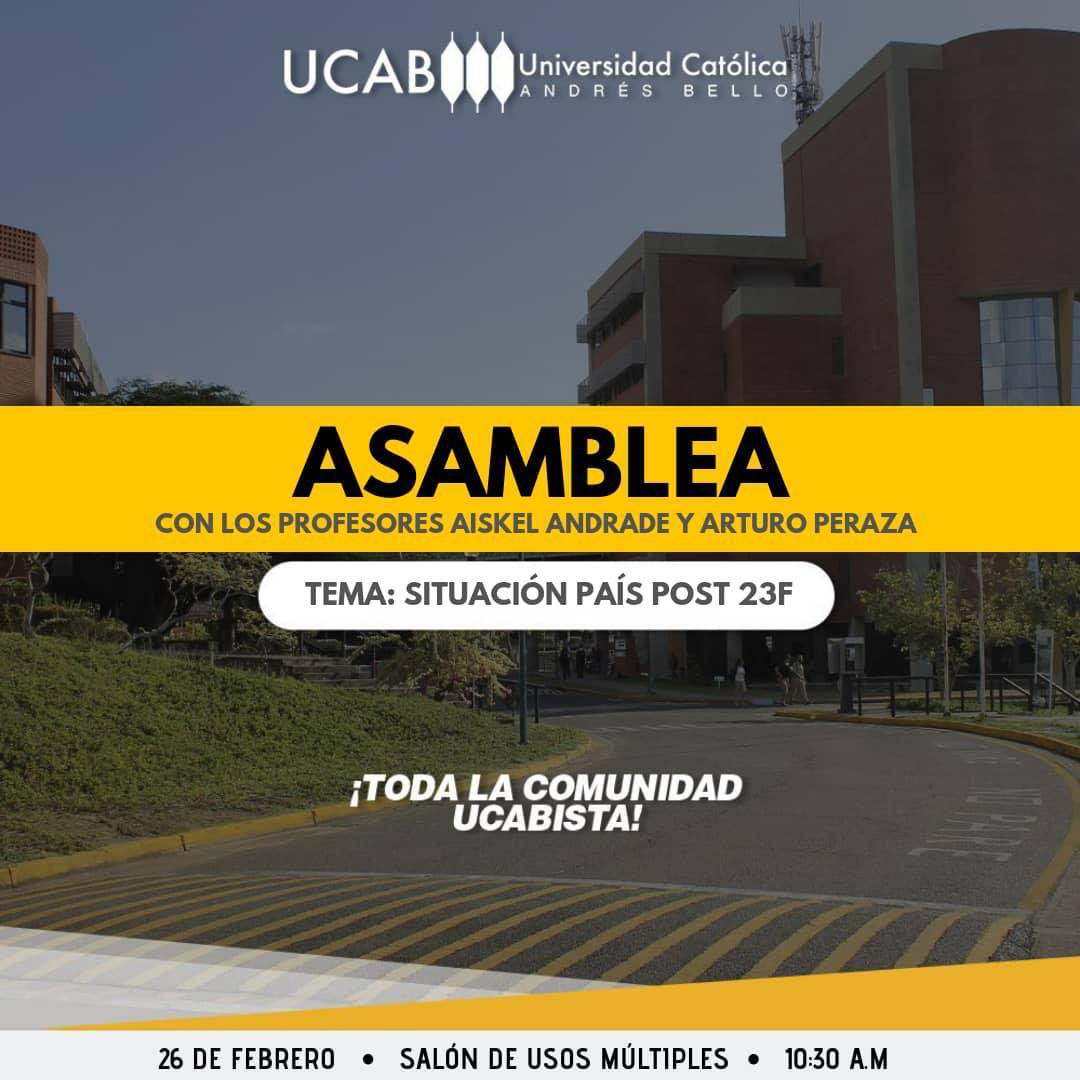 UCAB Universidad Católica
ANDRÉS BELLO
ASAMBLEA
CON LOS PROFESORES AISKEL ANDRADE Y ARTURO PERAZA
TEMA: SITUACIÓN PAÍS POST 23F
¡TODA LA COMUNIDAD
UCABISTA!
PARE
26 DE FEBRERO • SALÓN DE USOS MÚLTIPLES • 10:30 A.M